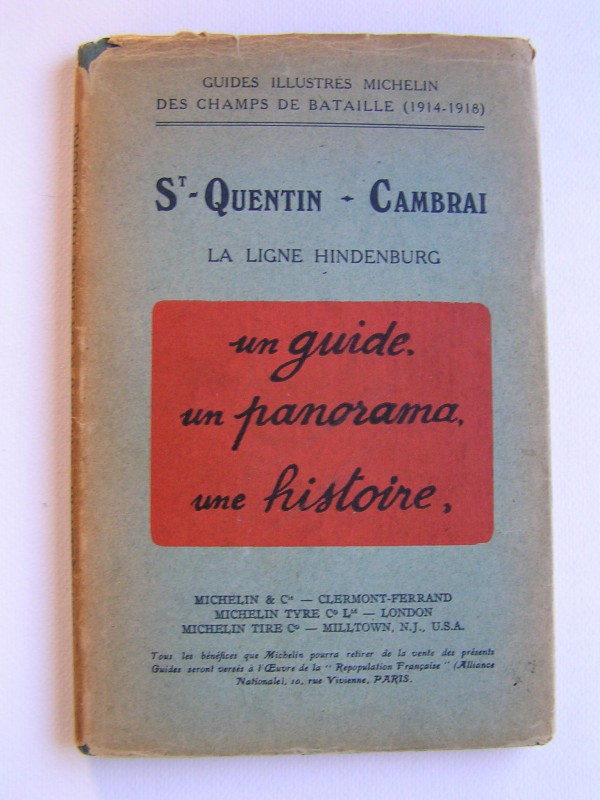 GUIDES ILLUSTRÉS MICHELIN
DES CHAMPS DE BATAILLE (1914-1918)
ST-QUENTIN - CAMBRAI
LA LIGNE HINDENBURG
un guide.
un panorama,
une histoire,
MICHELIN & Cie — CLERMONT-FERRAND
MICHELIN TYRE Co Ltd — LONDON
MICHELIN TIRE Co — MILLTOWN, N.J., U.S.A.
Tous les bénéfices que Michelin pourra retirer de la vente des présents
Guides seront versés à l'Œuvre de la " Repopulation Française " (Alliance
Nationale), 10, rue Vivienne, PARIS.